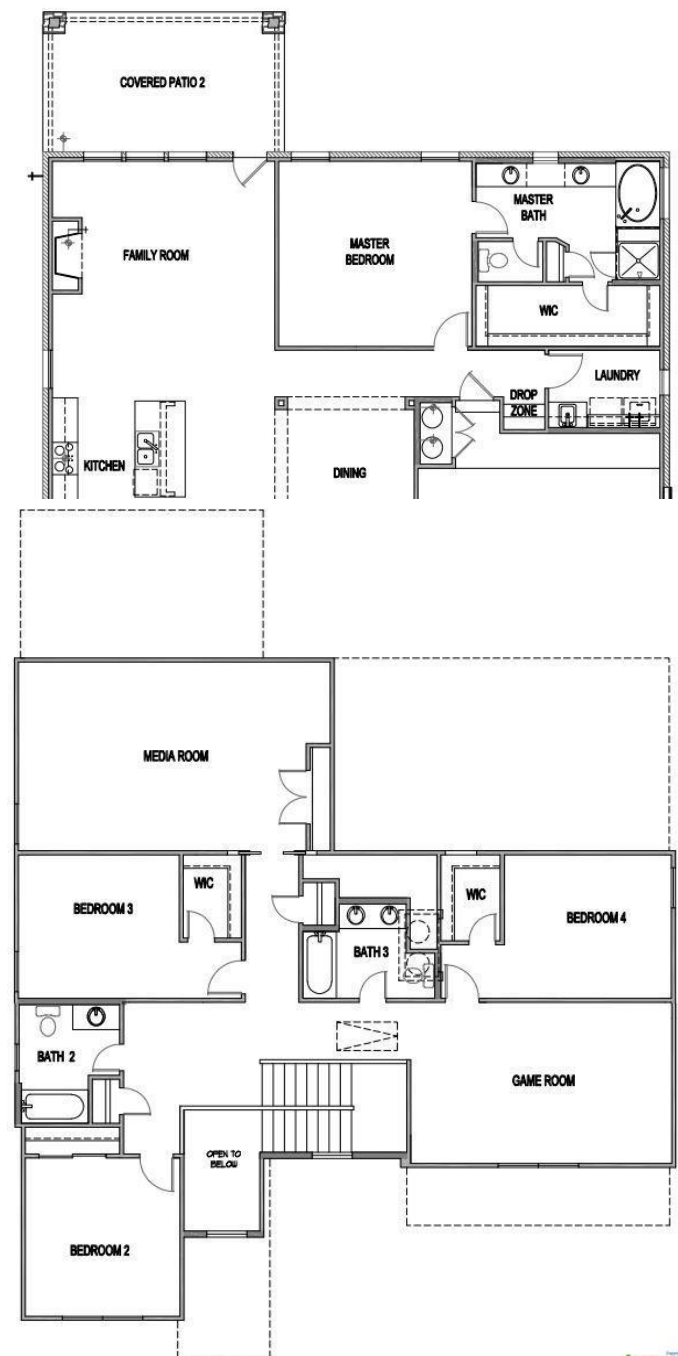 COVERED PATIO 2
MASTER
BATH
FAMILY ROOM
MASTER
BEDROOM
WIC
LAUNDRY
DROP
ZONE
KITCHEN
DINING
MEDIA ROOM
WIC
WIC
BEDROOM 3
BEDROOM 4
BATH 3
BATH 2
GAME ROOM
OPEN TO
BELOW
BEDROOM 2